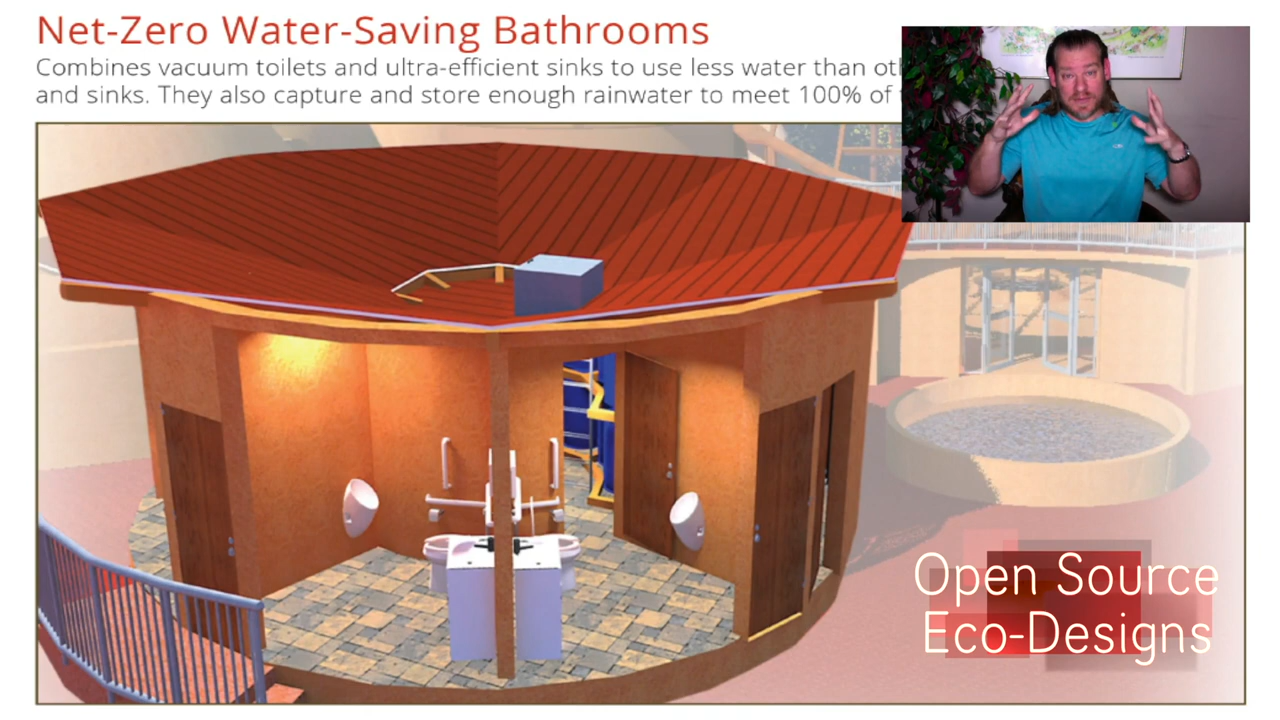 Net-Zero Water-Saving Bathrooms
Combines vacuum toilets and ultra-efficient sinks to use less water than
and sinks. They also capture and store enough rainwater to meet 100% of
Open Source
Eco-Designs